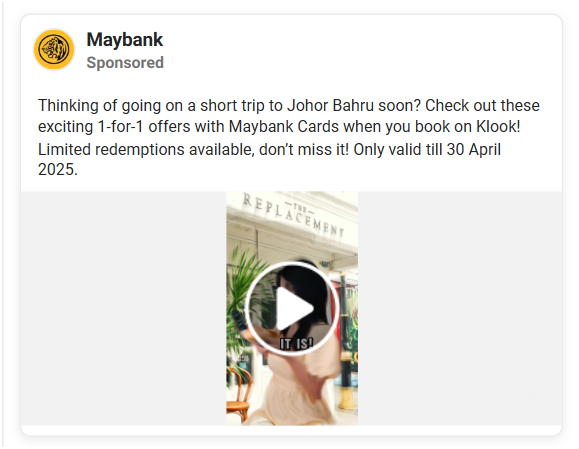 Maybank
Sponsored
Thinking of going on a short trip to Johor Bahru soon? Check out these
exciting 1-for-1 offers with Maybank Cards when you book on Klook!
Limited redemptions available, don’t miss it! Only valid till 30 April
2025.
THE
REPLACEMENT
IT IS!